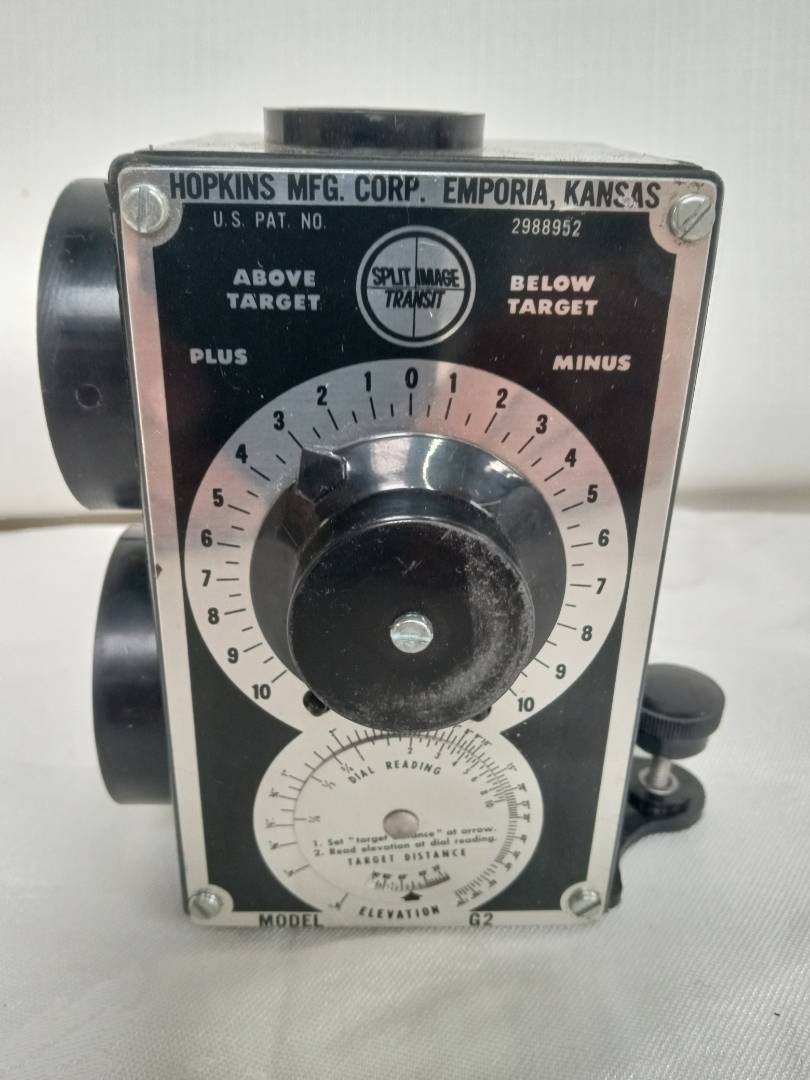 HOPKINS MFG. CORP. EMPORIA, KANSAS
U.S. PAT. NO. 2988952
SPLIT IMAGE
TRANSIT
ABOVE
TARGET
BELOW
TARGET
PLUS
MINUS
10 9 8 7 6 5 4 3 2 1 0 1 2 3 4 5 6 7 8 9 10
DIAL READING
1. Set "target at arrow.
2. Read elevation at dial reading.
TARGET DISTANCE
ELEVATION
MODEL G2